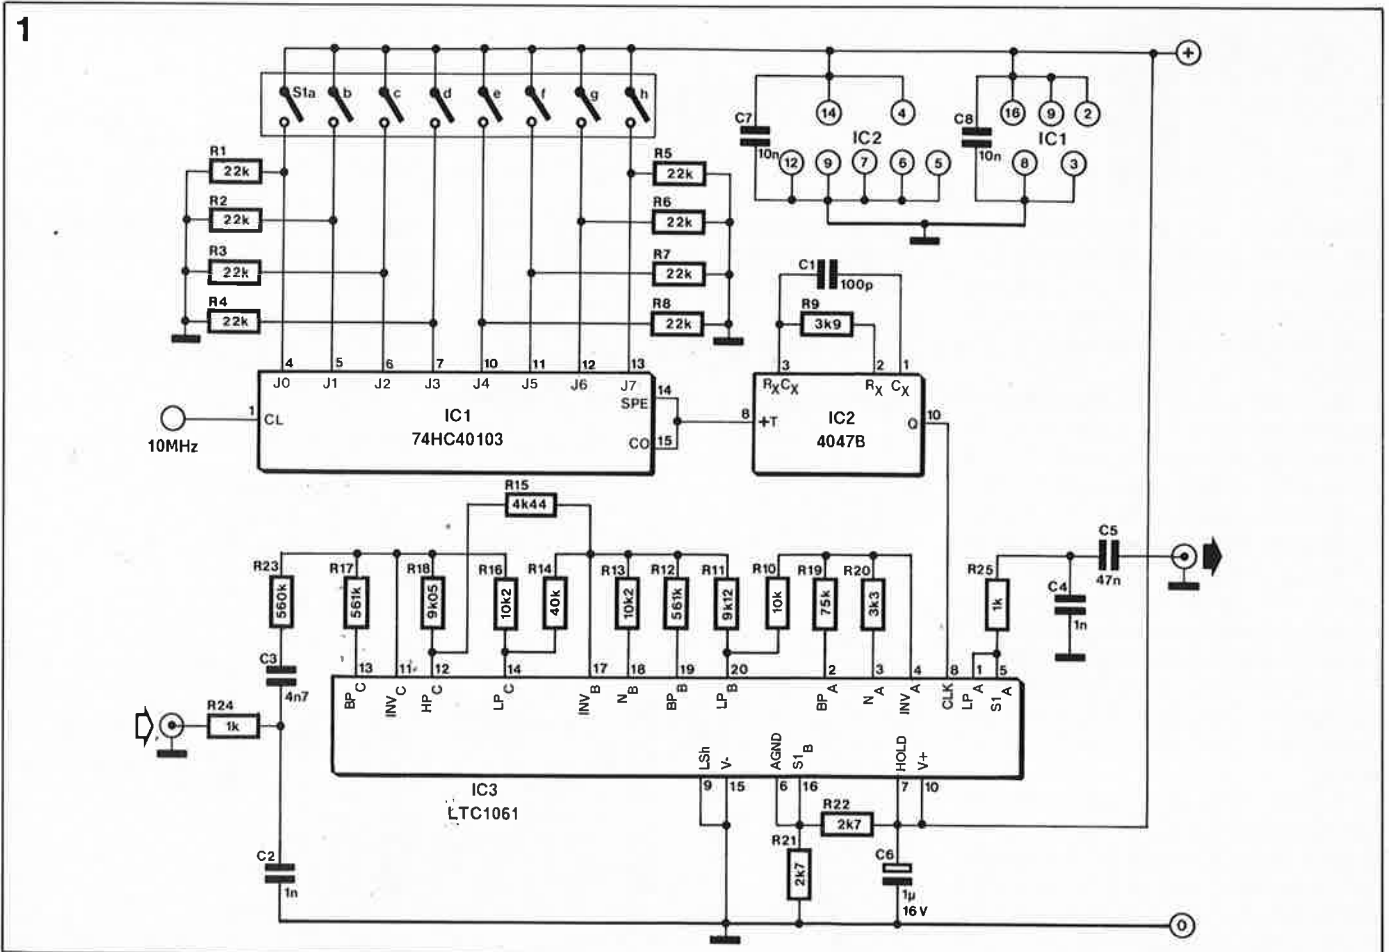 1
+
S1a b c d e f g h
14 4 16 9 2
C7 IC2 C8 IC1
10n 10n
12 9 7 6 5 8 3
R1
22k
R2
22k
R3
22k
R4
22k
R5
22k
R6
22k
R7
22k
R8
22k
C1
100p
R9
3k9
4 5 6 7 10 11 12 13
J0 J1 J2 J3 J4 J5 J6 J7
1 CL
10MHz
IC1
74HC40103
14
SPE
CO 15
3 2 1
RXCX RX CX
8 +T
IC2
4047B
Q 10
R15
4k44
R23 R17 R18 R16 R14 R13 R12 R11 R10 R19 R20 R25
560k 561k 9k05 10k2 40k 10k2 561k 9k12 10k 75k 3k3 1k
C5
47n
C4
1n
C3
4n7
13 11 12 14 17 18 19 20 2 3 4 8 1 5
BPC INVC HPC LPC INVB NB BPB LPB BPA NA INVA CLK LPA S1A
R24
1k
LSh V- AGND S1B HOLD V+
9 15 6 16 7 10
IC3
LTC1061
R22
2k7
R21
2k7
C6
1µ
16V
C2
1n
0